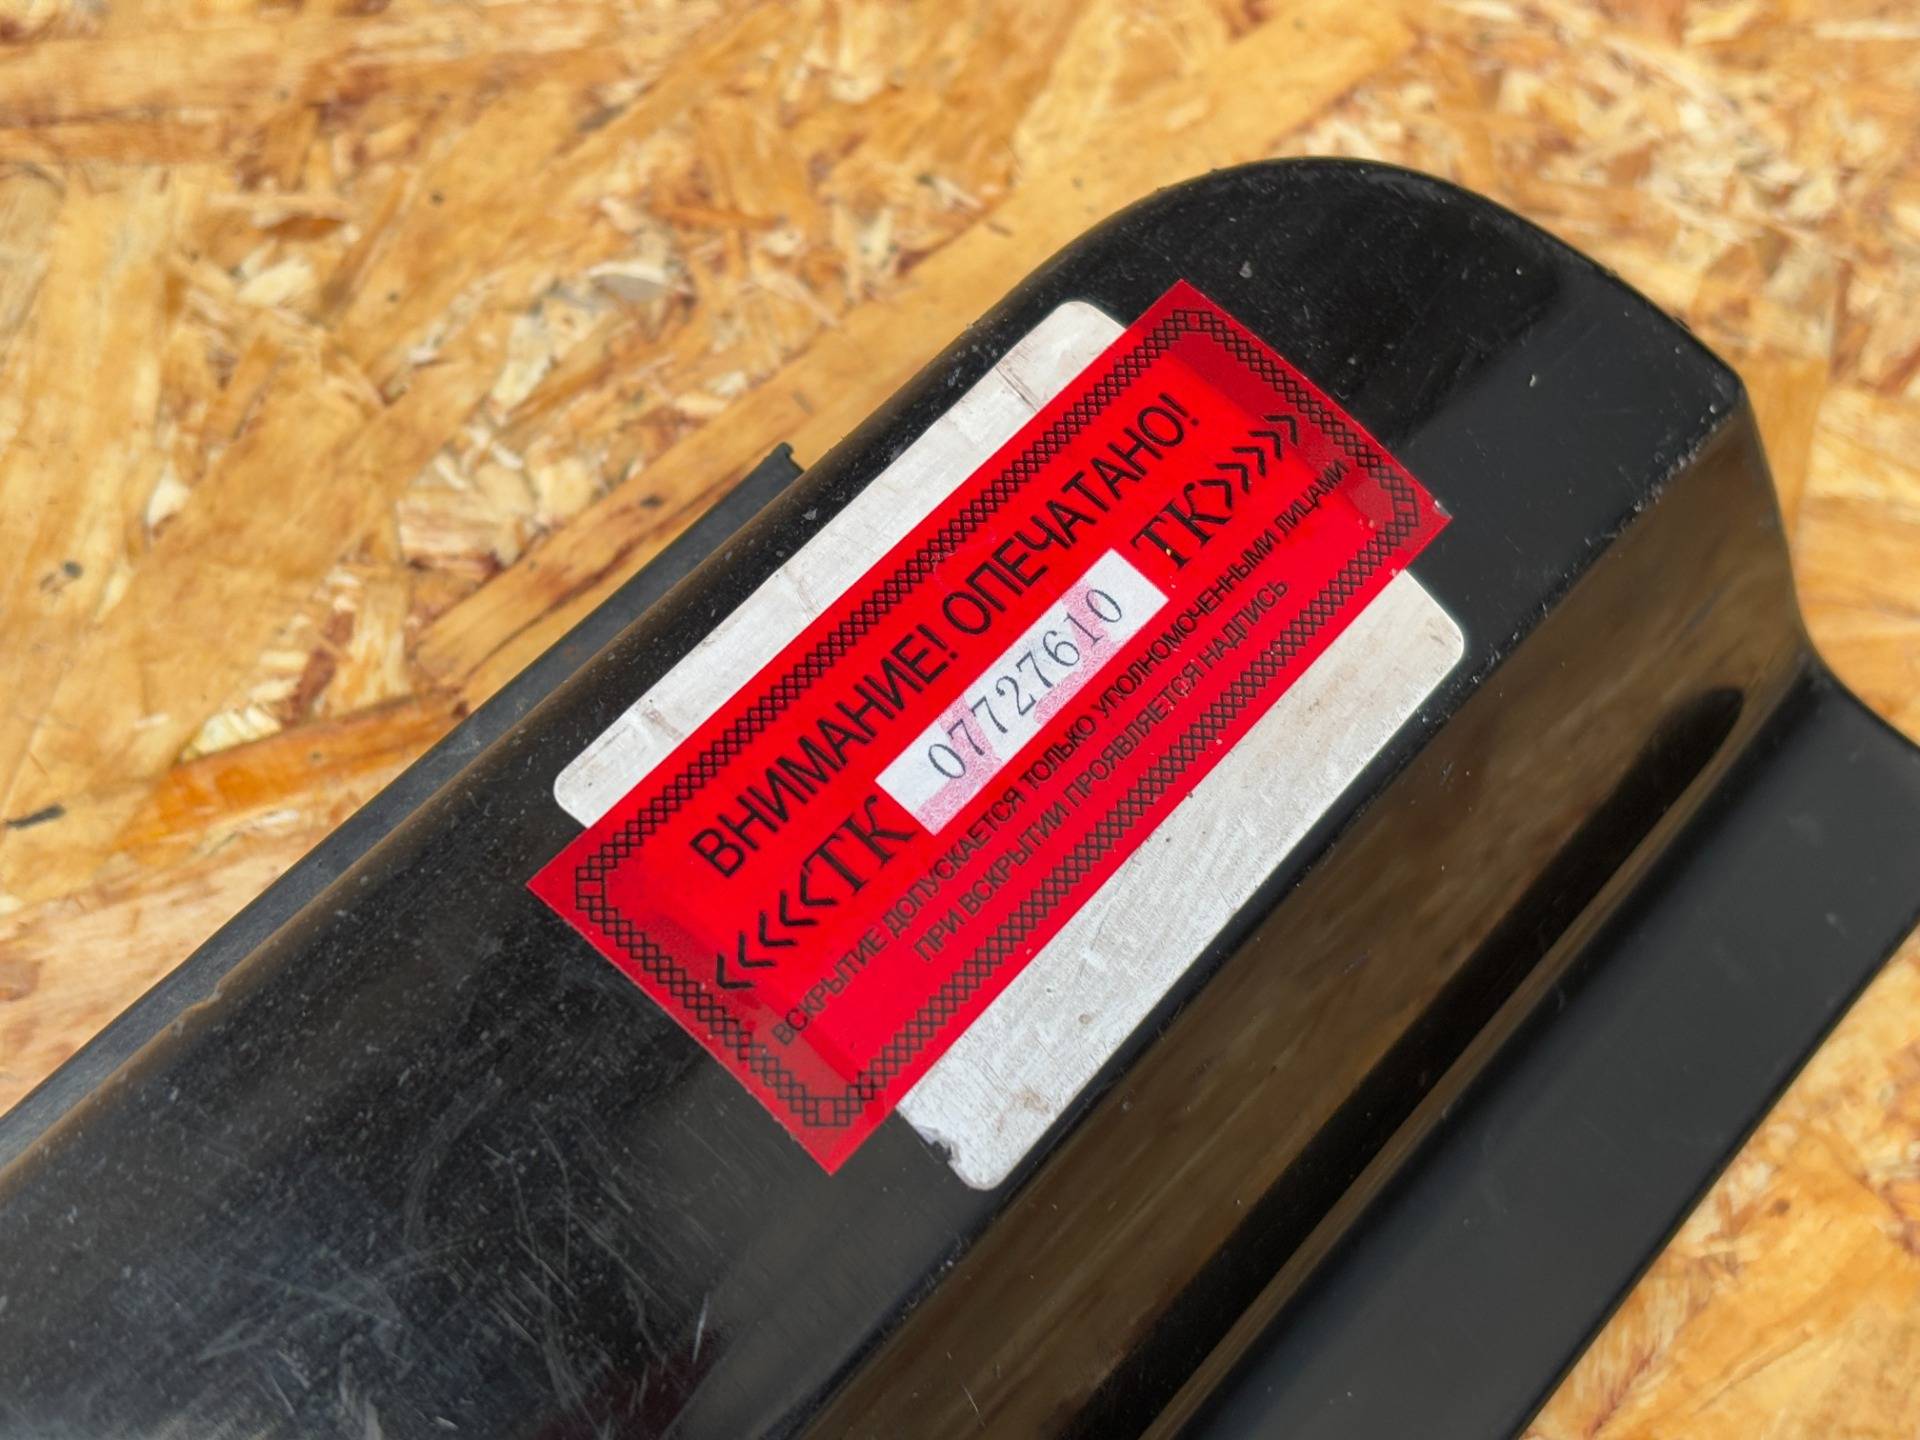 ВНИМАНИЕ! ОПЕЧАТАНО!
<<<<<ТК 07727610 ТК>>>>>
ВСКРЫТИЕ ДОПУСКАЕТСЯ ТОЛЬКО УПОЛНОМОЧЕННЫМИ ЛИЦАМИ
ПРИ ВСКРЫТИИ ПРОЯВЛЯЕТСЯ НАДПИСЬ